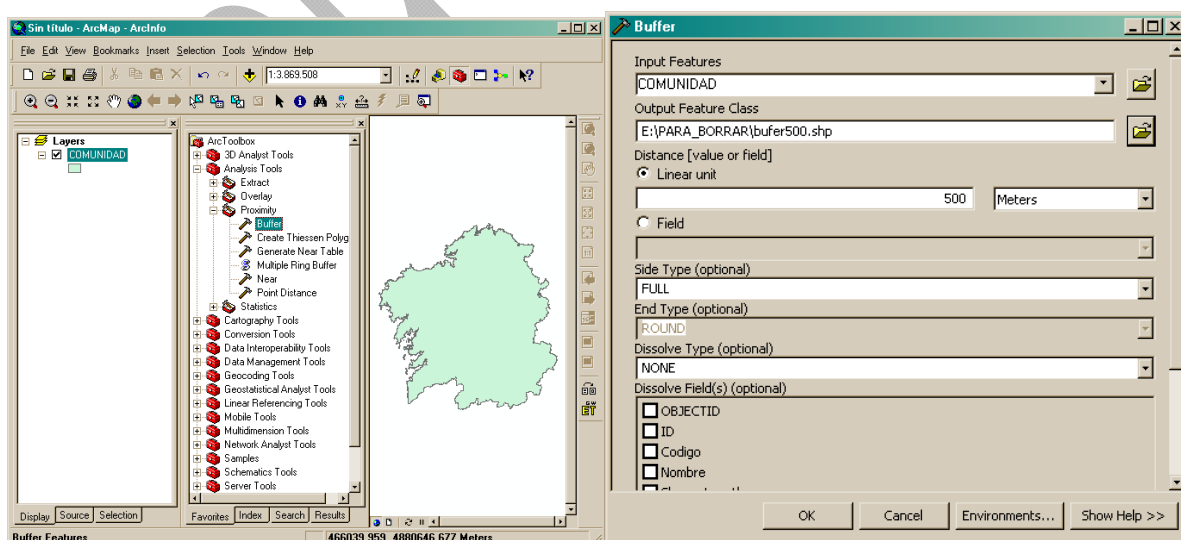 Sin título - ArcMap - ArcInfo
File Edit View Bookmarks Insert Selection Tools Window Help
1:3.869.508
Layers
COMUNIDAD
Display Source Selection
ArcToolbox
3D Analyst Tools
Analysis Tools
Extract
Overlay
Proximity
Buffer
Create Thiessen Polyg
Generate Near Table
Multiple Ring Buffer
Near
Point Distance
Statistics
Cartography Tools
Conversion Tools
Data Interoperability Tools
Data Management Tools
Geocoding Tools
Geostatistical Analyst Tools
Linear Referencing Tools
Mobile Tools
Multidimension Tools
Network Analyst Tools
Samples
Schematics Tools
Server Tools
Favorites Index Search Results
ET
Buffer Features
466039,959 4880646,677 Meters
Buffer
Input Features
COMUNIDAD
Output Feature Class
E:\PARA_BORRAR\bufer500.shp
Distance [value or field]
Linear unit
500 Meters
Field
Side Type (optional)
FULL
End Type (optional)
ROUND
Dissolve Type (optional)
NONE
Dissolve Field(s) (optional)
OBJECTID
ID
Codigo
Nombre
OK Cancel Environments... Show Help >>